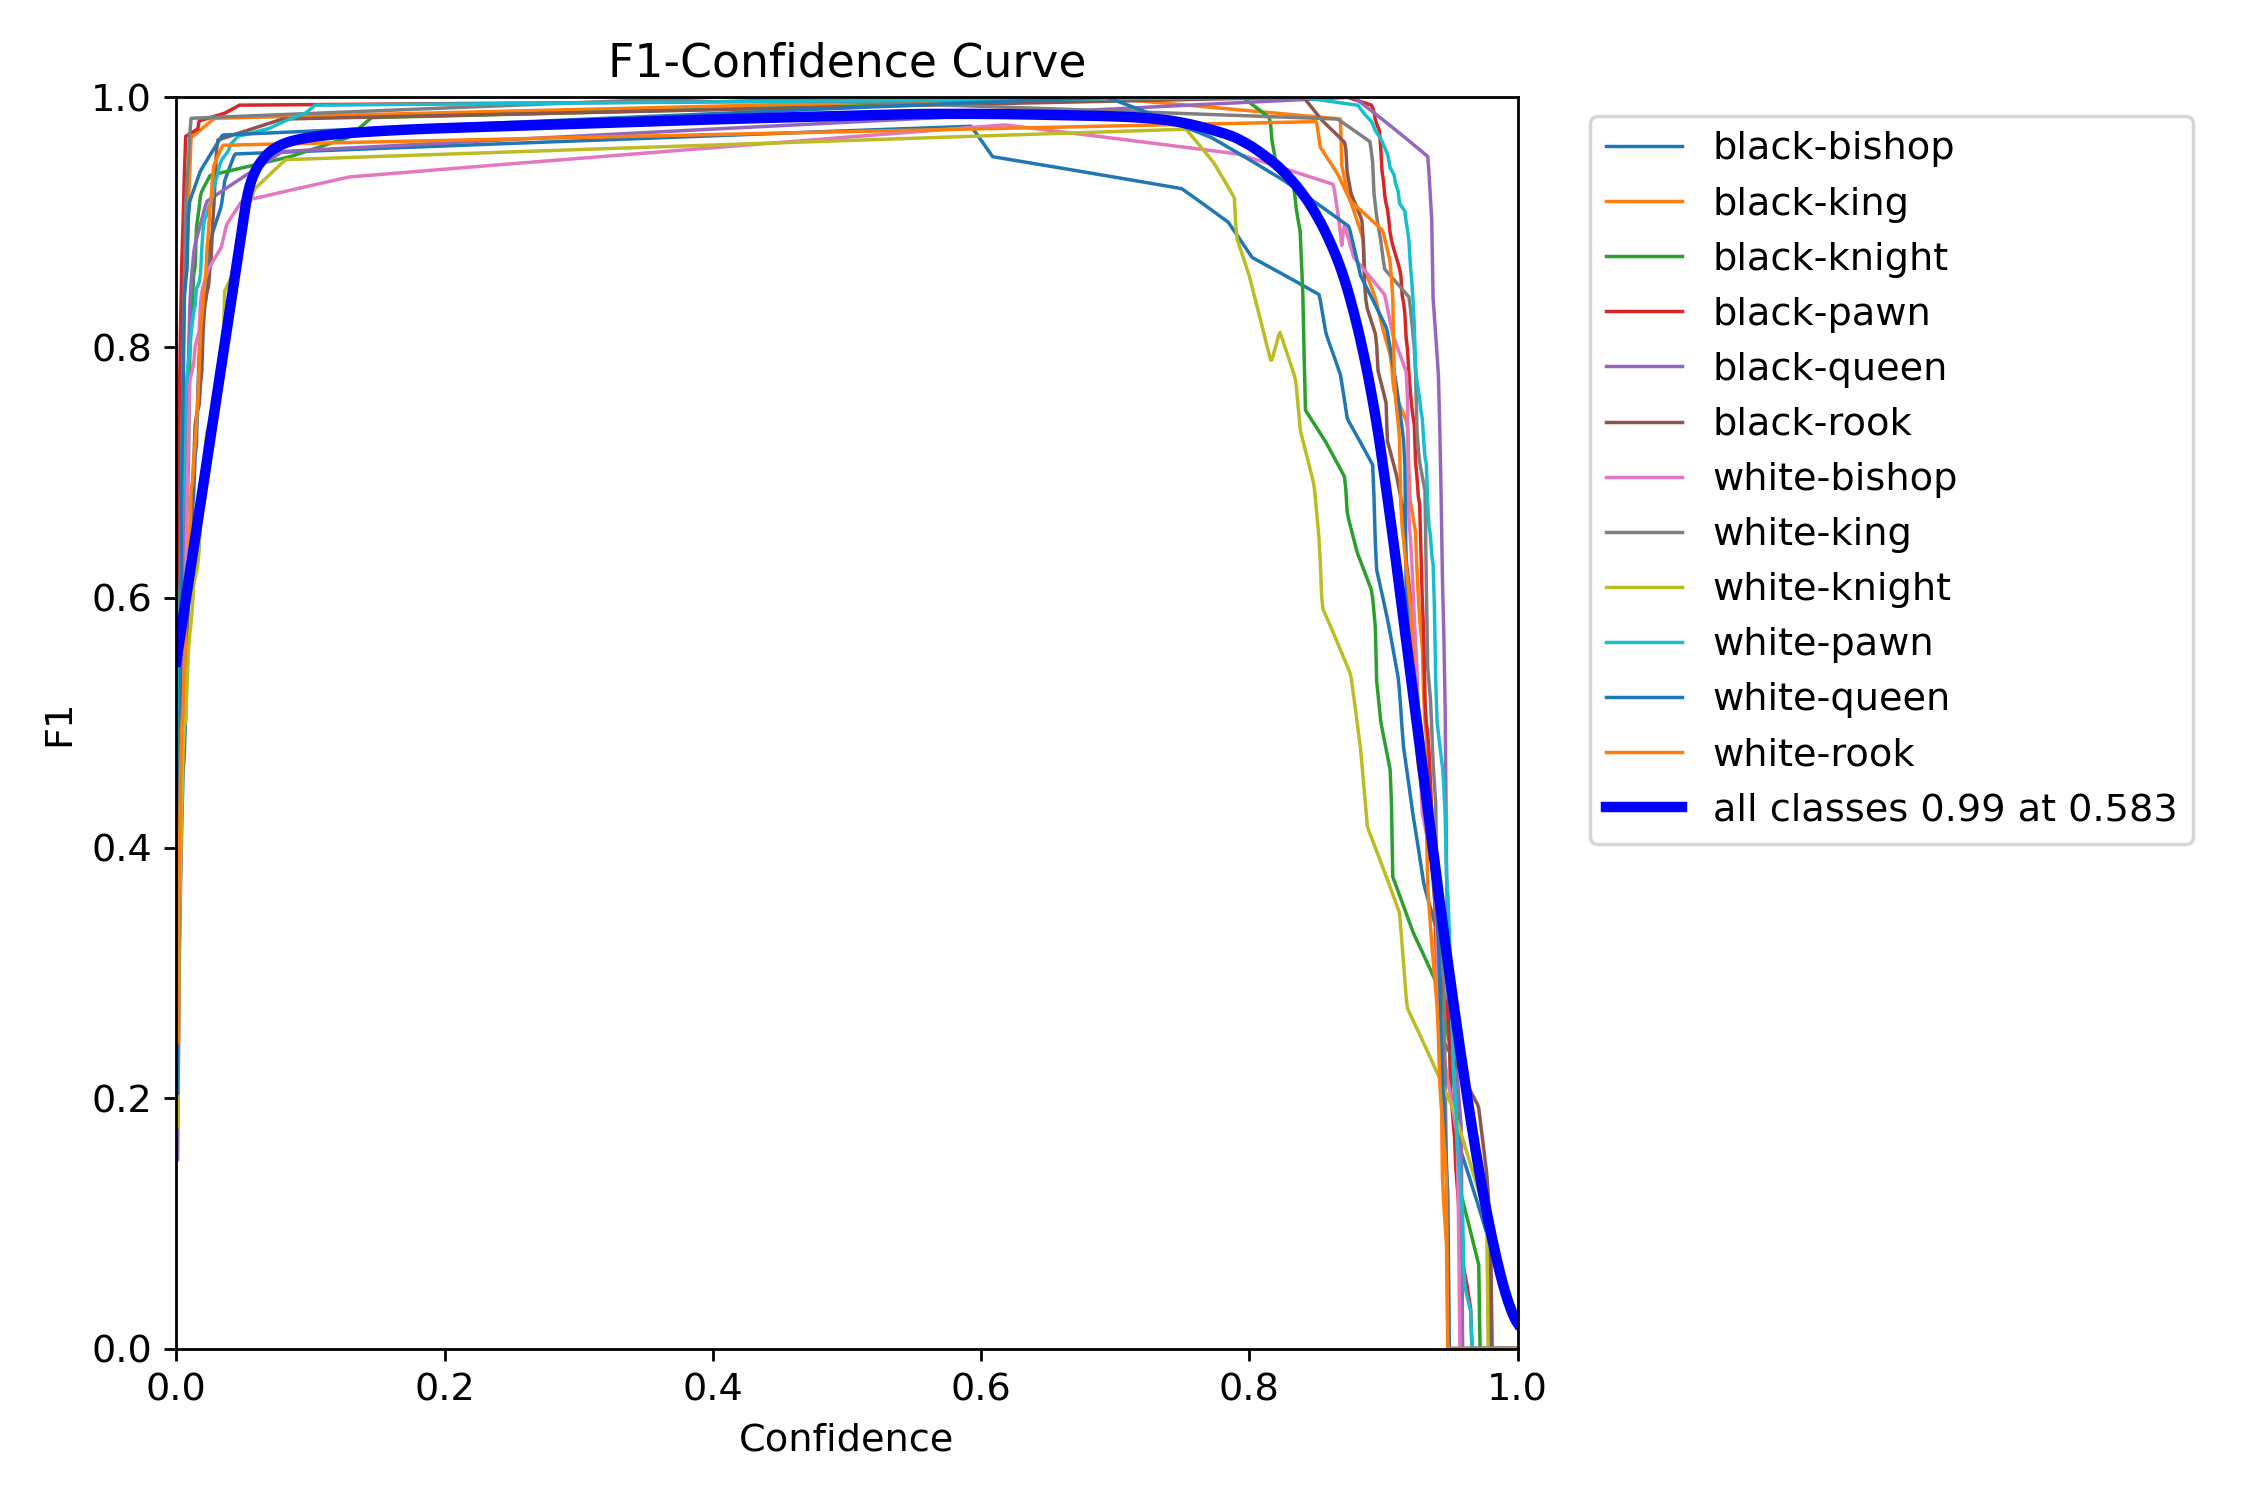 F1-Confidence Curve
1.0
0.8
0.6
0.4
0.2
0.0
F1
0.0 0.2 0.4 0.6 0.8 1.0
Confidence
black-bishop
black-king
black-knight
black-pawn
black-queen
black-rook
white-bishop
white-king
white-knight
white-pawn
white-queen
white-rook
all classes 0.99 at 0.583